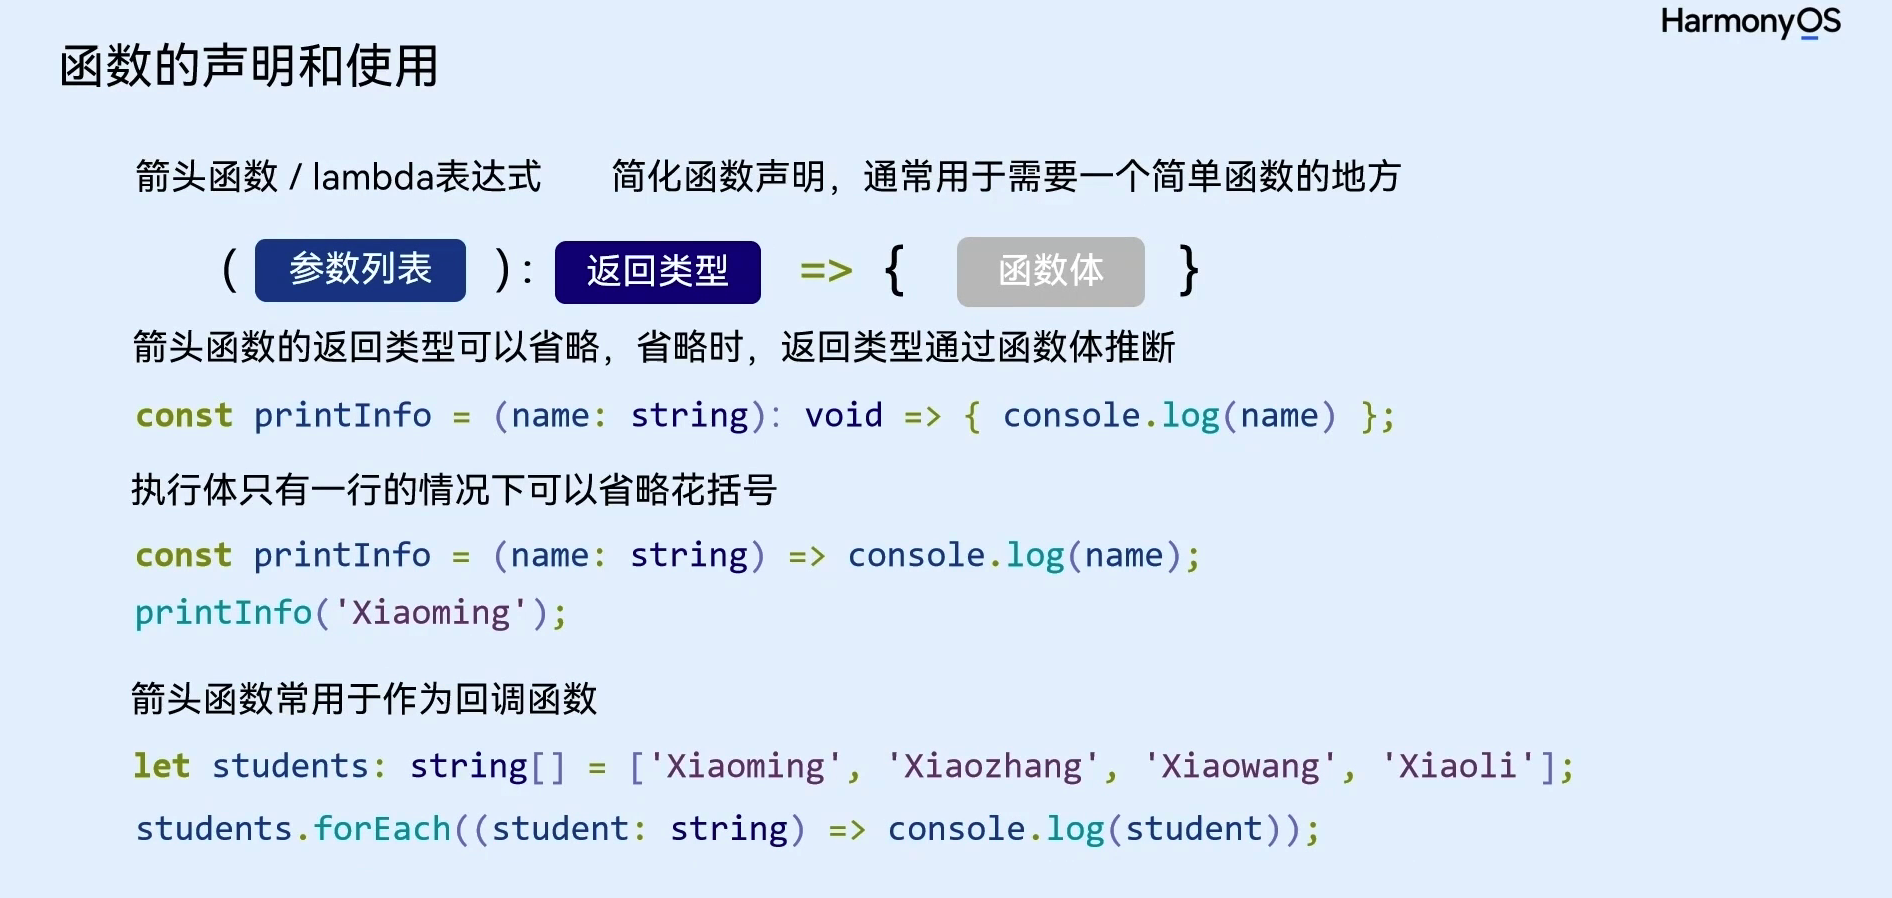 HarmonyOS
函数的声明和使用
箭头函数 / lambda表达式 简化函数声明，通常用于需要一个简单函数的地方
( 参数列表 ) : 返回类型 => { 函数体 }
箭头函数的返回类型可以省略，省略时，返回类型通过函数体推断
const printInfo = (name: string): void => { console.log(name) };
执行体只有一行的情况下可以省略花括号
const printInfo = (name: string) => console.log(name);
printInfo('Xiaoming');
箭头函数常用于作为回调函数
let students: string[] = ['Xiaoming', 'Xiaozhang', 'Xiaowang', 'Xiaoli'];
students.forEach((student: string) => console.log(student));